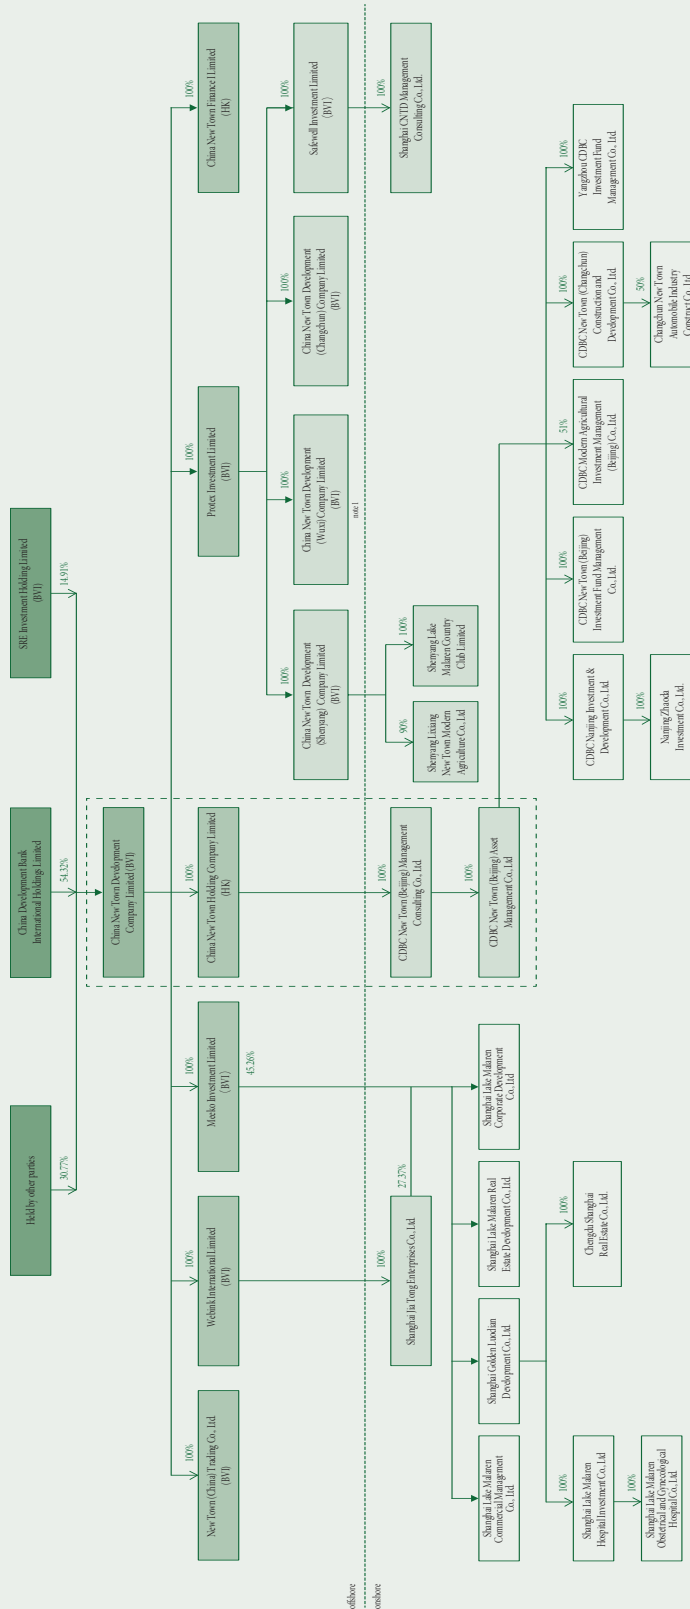 Held by other parties
30.77%
China Development Bank
International Holdings Limited
54.32%
SRE Investment Holding Limited
(BVI)
14.91%
China New Town Development
Company Limited (BVI)
100%
New Town (China) Trading Co., Ltd.
(BVI)
100%
Webink International Limited
(BVI)
100%
Meeko Investment Limited
(BVI)
45.26%
100%
China New Town Holding Company Limited
(HK)
100%
Protex Investment Limited
(BVI)
100%
China New Town Finance I Limited
(HK)
100%
China New Town Development
(Shenyang) Company Limited
(BVI)
100%
China New Town Development
(Wuxi) Company Limited
(BVI)
note 1
100%
China New Town Development
(Changchun) Company Limited
(BVI)
100%
Safewell Investment Limited
(BVI)
offshore
onshore
100%
Shanghai Jia Tong Enterprises Co., Ltd.
27.37%
100%
CDBC New Town (Beijing) Management
Consulting Co., Ltd.
90%
Shenyang Lixiang
New Town Modern
Agriculture Co., Ltd
100%
Shenyang Lake
Malaren Country
Club Limited
100%
Shanghai CNTD Management
Consulting Co., Ltd.
Shanghai Lake Malaren
Commercial Management
Co., Ltd.
Shanghai Golden Luodian
Development Co., Ltd.
Shanghai Lake Malaren Real
Estate Development Co., Ltd.
Shanghai Lake Malaren
Corporate Development
Co., Ltd.
100%
CDBC New Town (Beijing) Asset
Management Co., Ltd
100%
Shanghai Lake Malaren
Hospital Investment Co., Ltd
100%
Chengdu Shanghai
Real Estate Co., Ltd.
100%
CDBC Nanjing Investment &
Development Co., Ltd.
100%
CDBC New Town (Beijing)
Investment Fund Management
Co., Ltd.
51%
CDBC Modern Agricultural
Investment Management
(Beijing) Co., Ltd.
100%
CDBC New Town (Changchun)
Construction and
Development Co., Ltd.
100%
Yangzhou CDBC
Investment Fund
Management Co., Ltd.
100%
Shanghai Lake Malaren
Obstetrical and Gynecological
Hospital Co., Ltd.
100%
Nanjing Zhaoda
Investment Co., Ltd.
50%
Changchun New Town
Automobile Industry
Construct Co., Ltd.